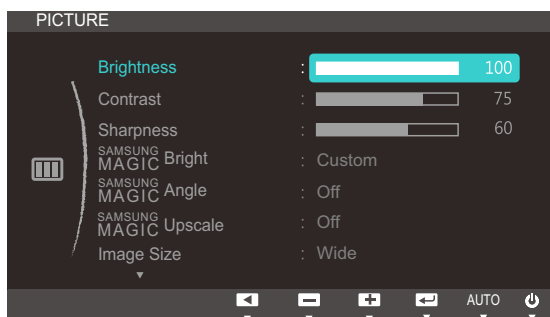 PICTURE
Brightness : 100
Contrast : 75
Sharpness : 60
SAMSUNG MAGIC Bright : Custom
SAMSUNG MAGIC Angle : Off
SAMSUNG MAGIC Upscale : Off
Image Size : Wide
AUTO